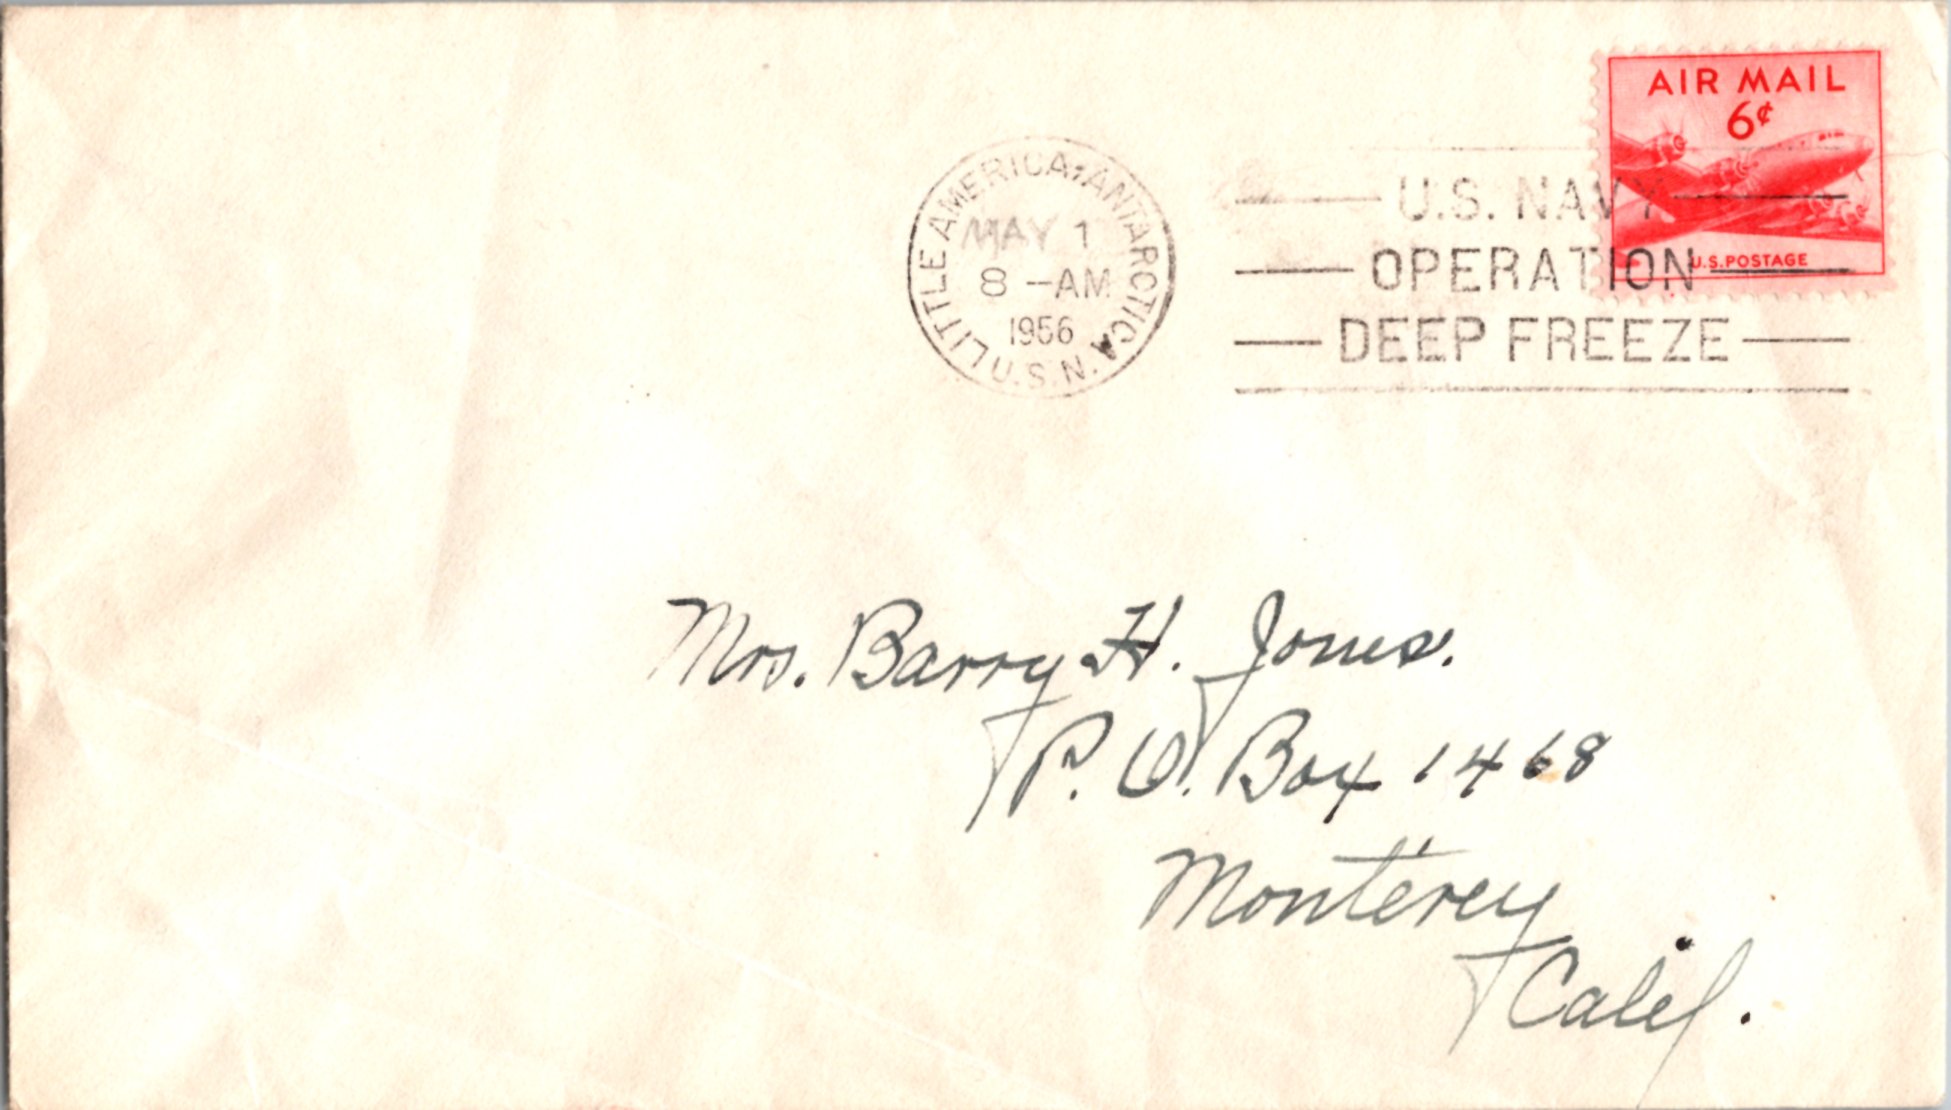 AIR MAIL
6¢
U.S. POSTAGE
LITTLE AMERICA, ANTARCTICA
MAY 1
8 -AM
1956
U.S.N.
U.S. NAVY
OPERATION
DEEP FREEZE
Mrs. Barry H. Jones.
P. O. Box 1468
Monterey
Calif.